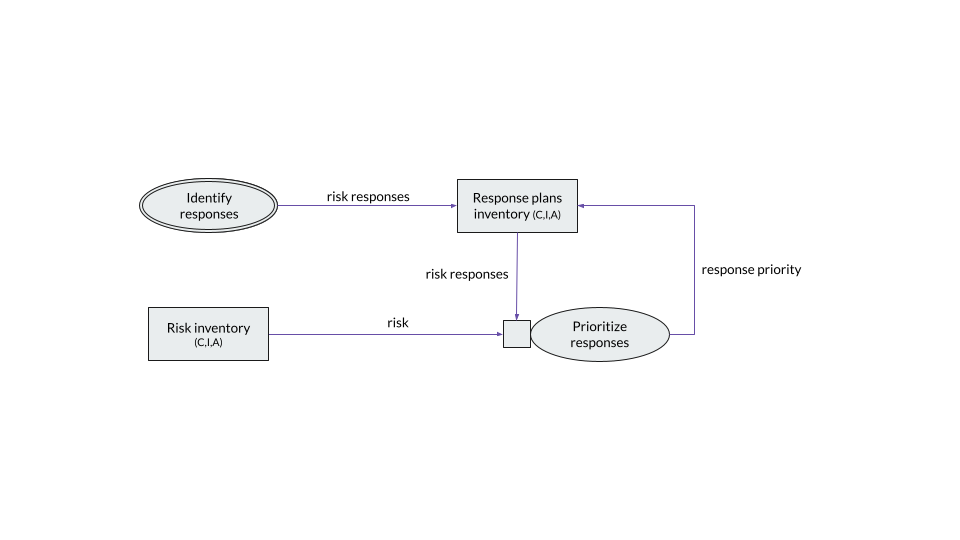 Identify
responses
risk responses
Response plans
inventory (C,I,A)
risk responses
response priority
Risk inventory
(C,I,A)
risk
Prioritize
responses